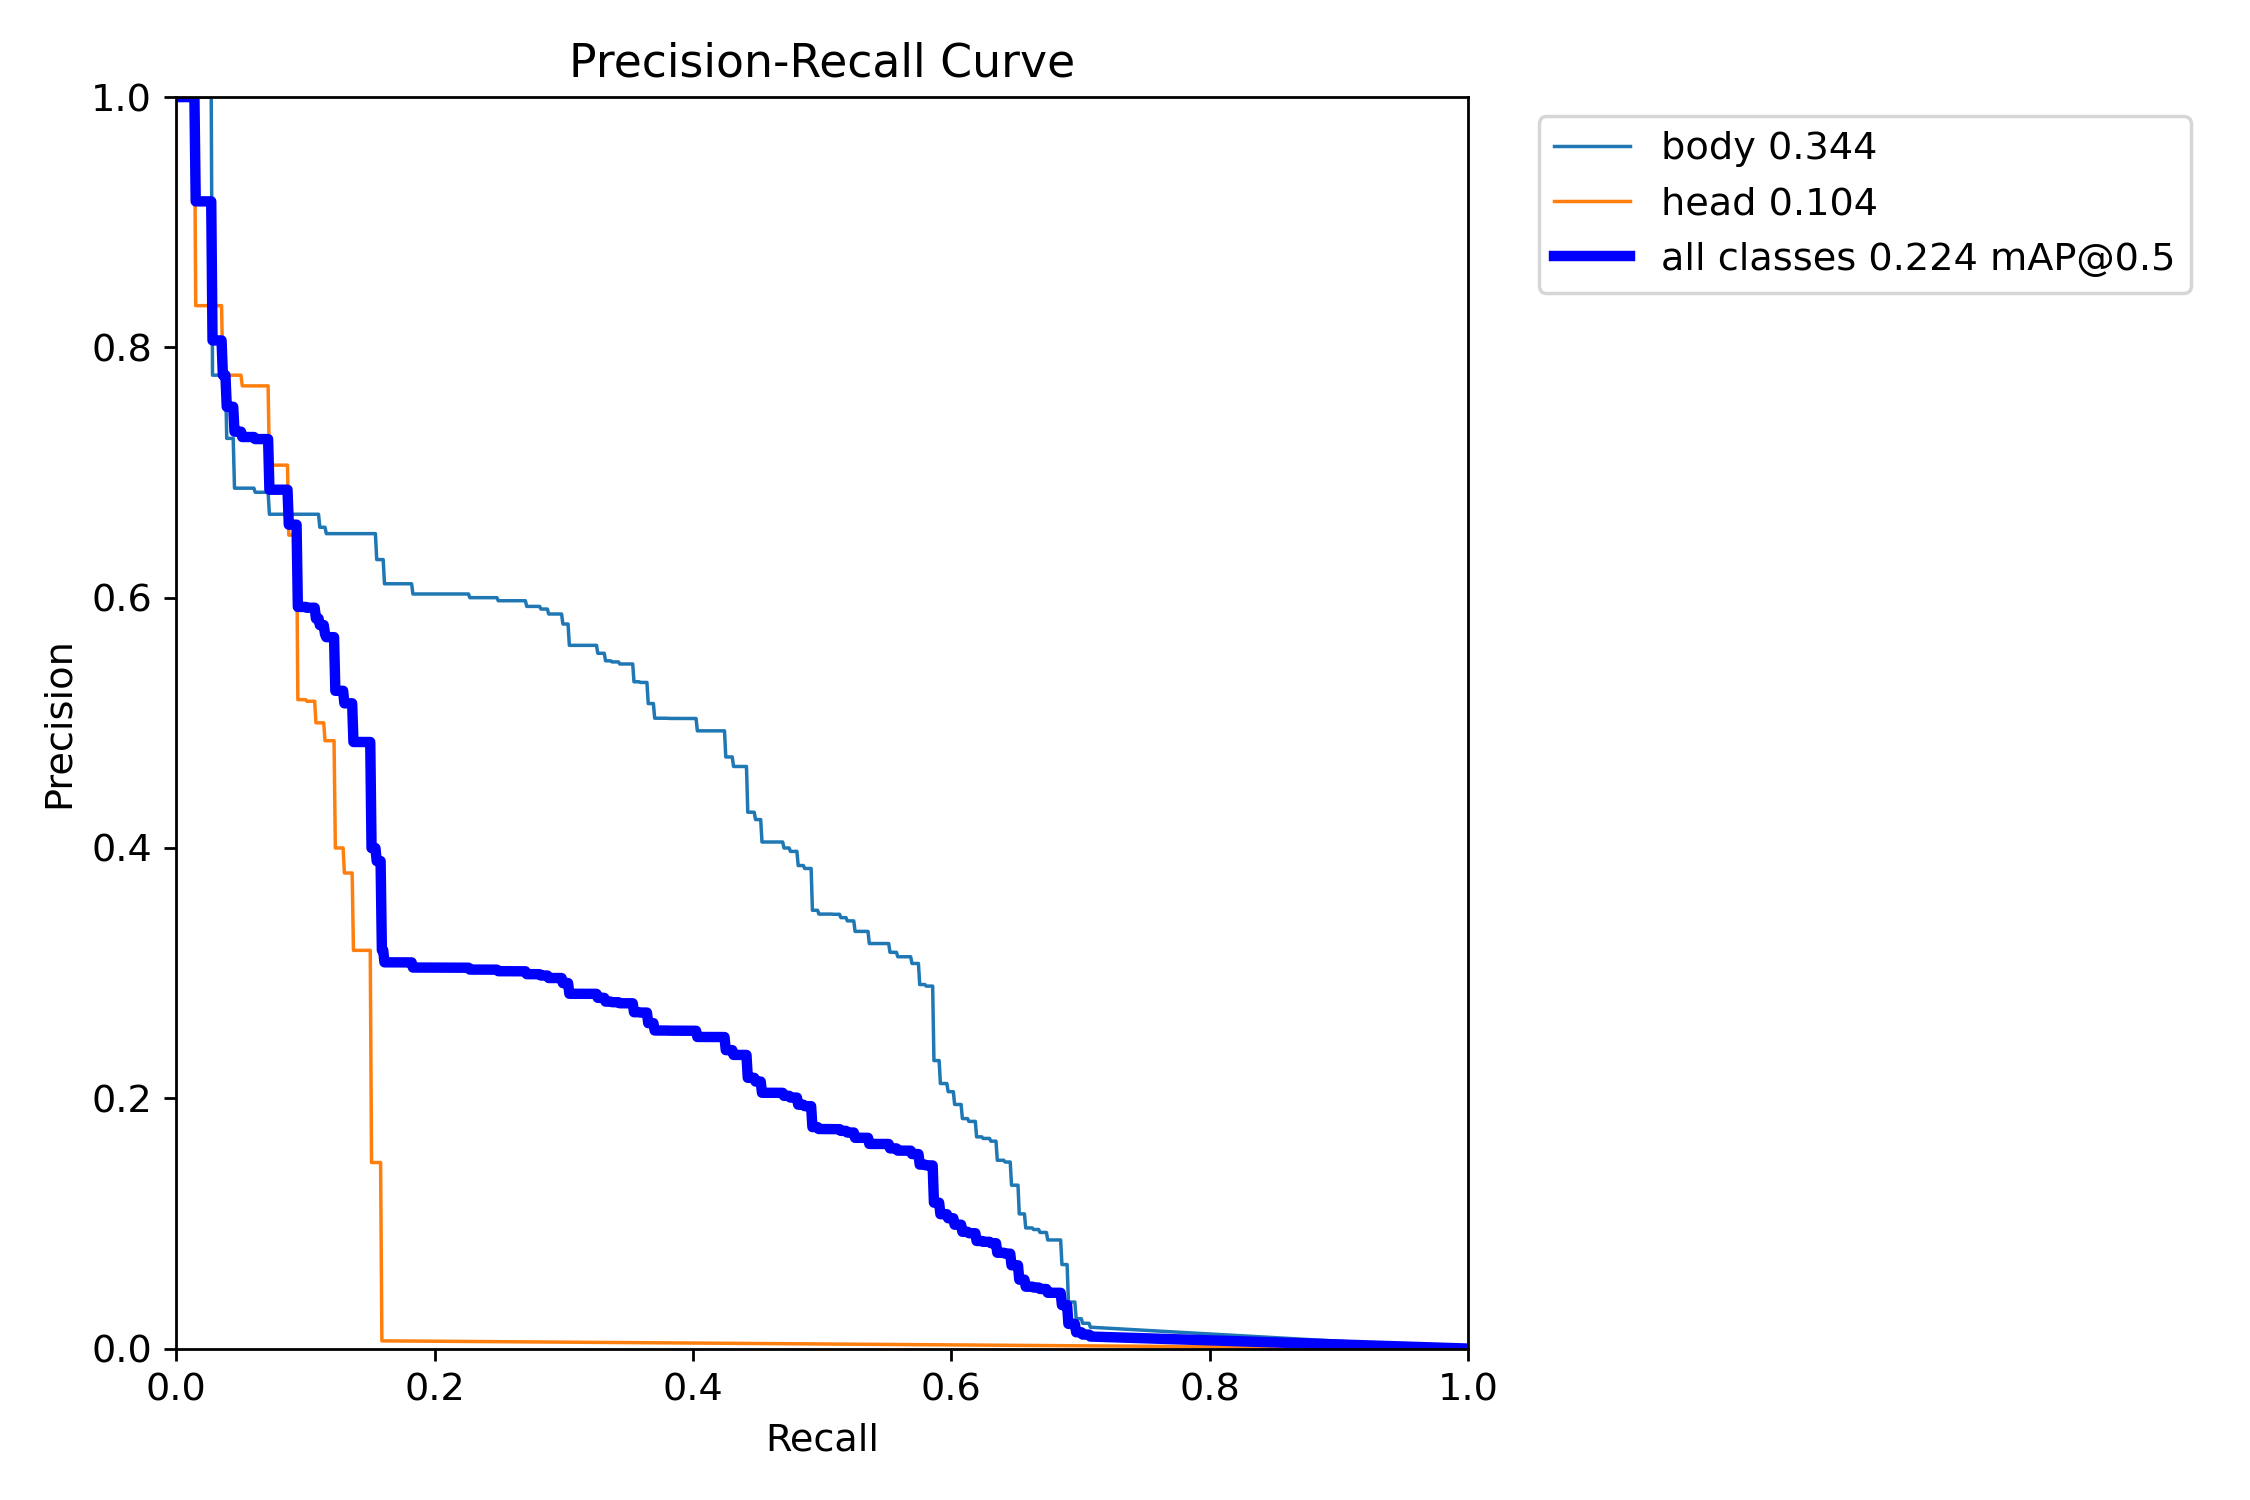 Precision-Recall Curve
1.0
0.8
0.6
0.4
0.2
0.0
Precision
0.0 0.2 0.4 0.6 0.8 1.0
Recall
body 0.344
head 0.104
all classes 0.224 mAP@0.5